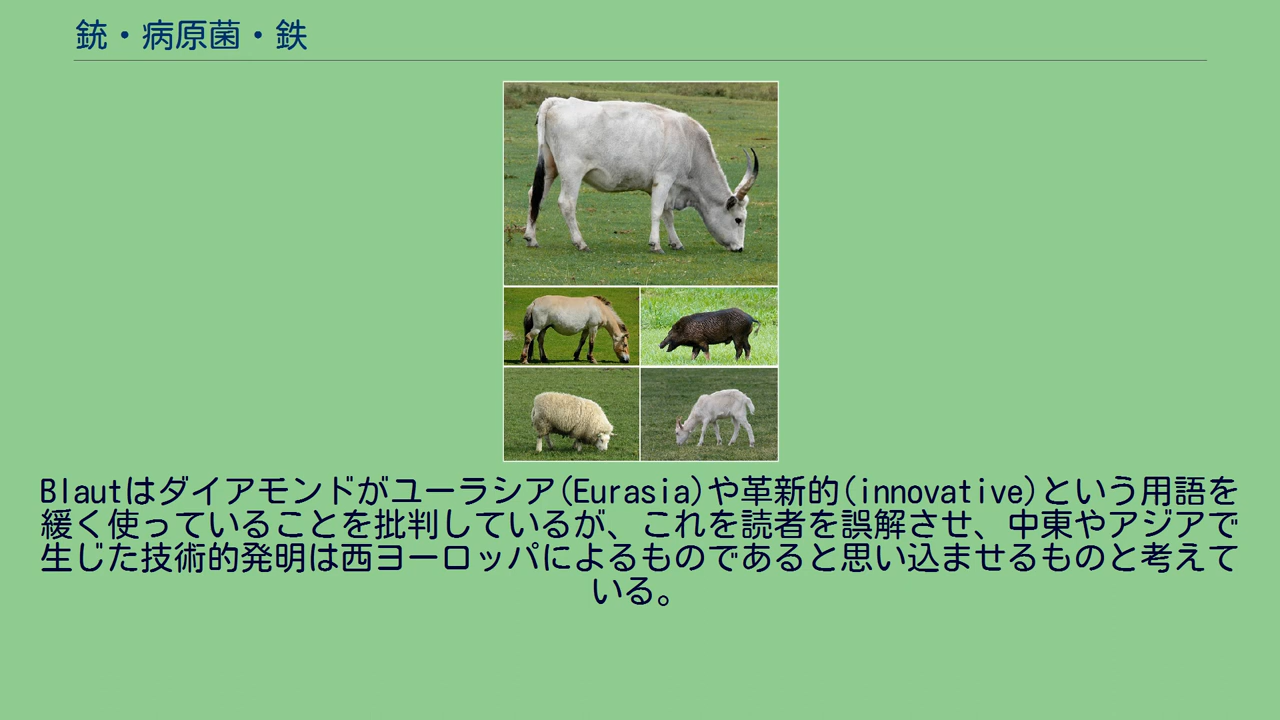 銃・病原菌・鉄
Blautはダイアモンドがユーラシア(Eurasia)や革新的(innovative)という用語を
緩く使っていることを批判しているが、これを読者を誤解させ、中東やアジアで
生じた技術的発明は西ヨーロッパによるものであると思い込ませるものと考えて
いる。